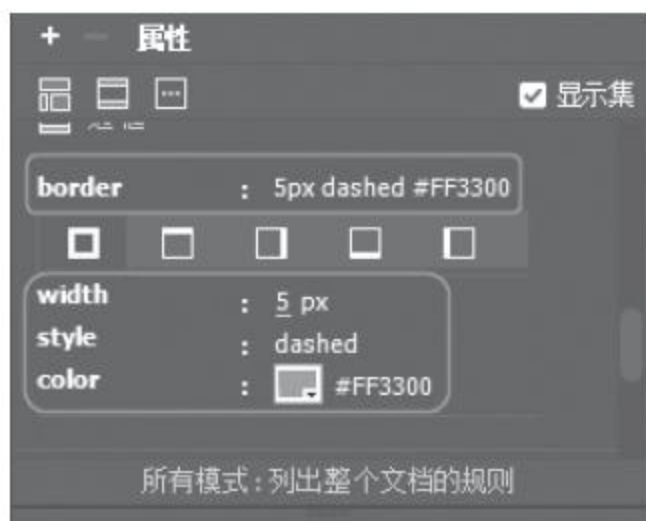 属性
显示集
border : 5px dashed #FF3300
width : 5 px
style : dashed
color : #FF3300
所有模式:列出整个文档的规则